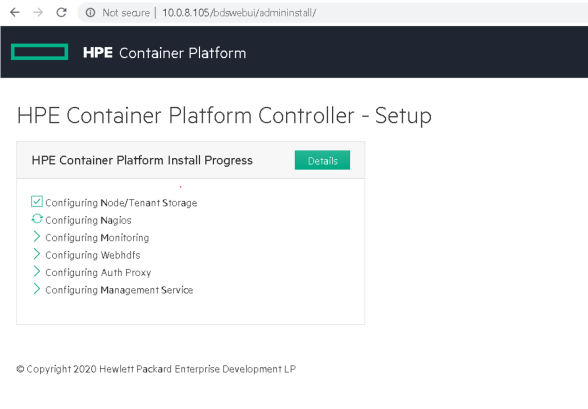 Not secure | 10.0.8.105/bdswebui/admininstall/
HPE Container Platform
HPE Container Platform Controller - Setup
HPE Container Platform Install Progress Details
Configuring Node/Tenant Storage
Configuring Nagios
Configuring Monitoring
Configuring Webhdfs
Configuring Auth Proxy
Configuring Management Service
© Copyright 2020 Hewlett Packard Enterprise Development LP